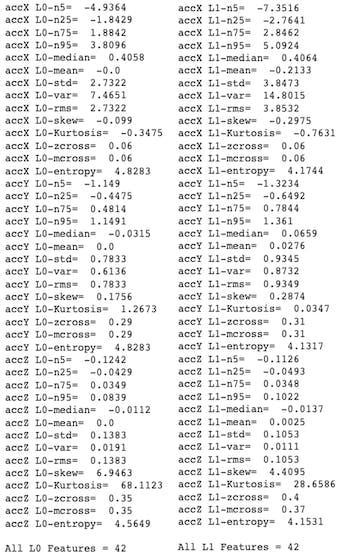 accX L0-n5= -4.9364
accX L0-n25= -1.8429
accX L0-n75= 1.8842
accX L0-n95= 3.8096
accX L0-median= 0.4058
accX L0-mean= -0.0
accX L0-std= 2.7322
accX L0-var= 7.4651
accX L0-rms= 2.7322
accX L0-skew= -0.099
accX L0-Kurtosis= -0.3475
accX L0-zcross= 0.06
accX L0-mcross= 0.06
accX L0-entropy= 4.8283
accY L0-n5= -1.149
accY L0-n25= -0.4475
accY L0-n75= 0.4814
accY L0-n95= 1.1491
accY L0-median= -0.0315
accY L0-mean= 0.0
accY L0-std= 0.7833
accY L0-var= 0.6136
accY L0-rms= 0.7833
accY L0-skew= 0.1756
accY L0-Kurtosis= 1.2673
accY L0-zcross= 0.29
accY L0-mcross= 0.29
accY L0-entropy= 4.8283
accZ L0-n5= -0.1242
accZ L0-n25= -0.0429
accZ L0-n75= 0.0349
accZ L0-n95= 0.0839
accZ L0-median= -0.0112
accZ L0-mean= 0.0
accZ L0-std= 0.1383
accZ L0-var= 0.0191
accZ L0-rms= 0.1383
accZ L0-skew= 6.9463
accZ L0-Kurtosis= 68.1123
accZ L0-zcross= 0.35
accZ L0-mcross= 0.35
accZ L0-entropy= 4.5649
All L0 Features = 42
accX L1-n5= -7.3516
accX L1-n25= -2.7641
accX L1-n75= 2.8462
accX L1-n95= 5.0924
accX L1-median= 0.4064
accX L1-mean= -0.2133
accX L1-std= 3.8473
accX L1-var= 14.8015
accX L1-rms= 3.8532
accX L1-skew= -0.2975
accX L1-Kurtosis= -0.7631
accX L1-zcross= 0.06
accX L1-mcross= 0.06
accX L1-entropy= 4.1744
accY L1-n5= -1.3234
accY L1-n25= -0.6492
accY L1-n75= 0.7844
accY L1-n95= 1.361
accY L1-median= 0.0659
accY L1-mean= 0.0276
accY L1-std= 0.9345
accY L1-var= 0.8732
accY L1-rms= 0.9349
accY L1-skew= 0.2874
accY L1-Kurtosis= 0.0347
accY L1-zcross= 0.31
accY L1-mcross= 0.31
accY L1-entropy= 4.1317
accZ L1-n5= -0.1126
accZ L1-n25= -0.0493
accZ L1-n75= 0.0348
accZ L1-n95= 0.1022
accZ L1-median= -0.0137
accZ L1-mean= 0.0025
accZ L1-std= 0.1053
accZ L1-var= 0.0111
accZ L1-rms= 0.1053
accZ L1-skew= 4.4095
accZ L1-Kurtosis= 28.6586
accZ L1-zcross= 0.4
accZ L1-mcross= 0.37
accZ L1-entropy= 4.1531
All L1 Features = 42